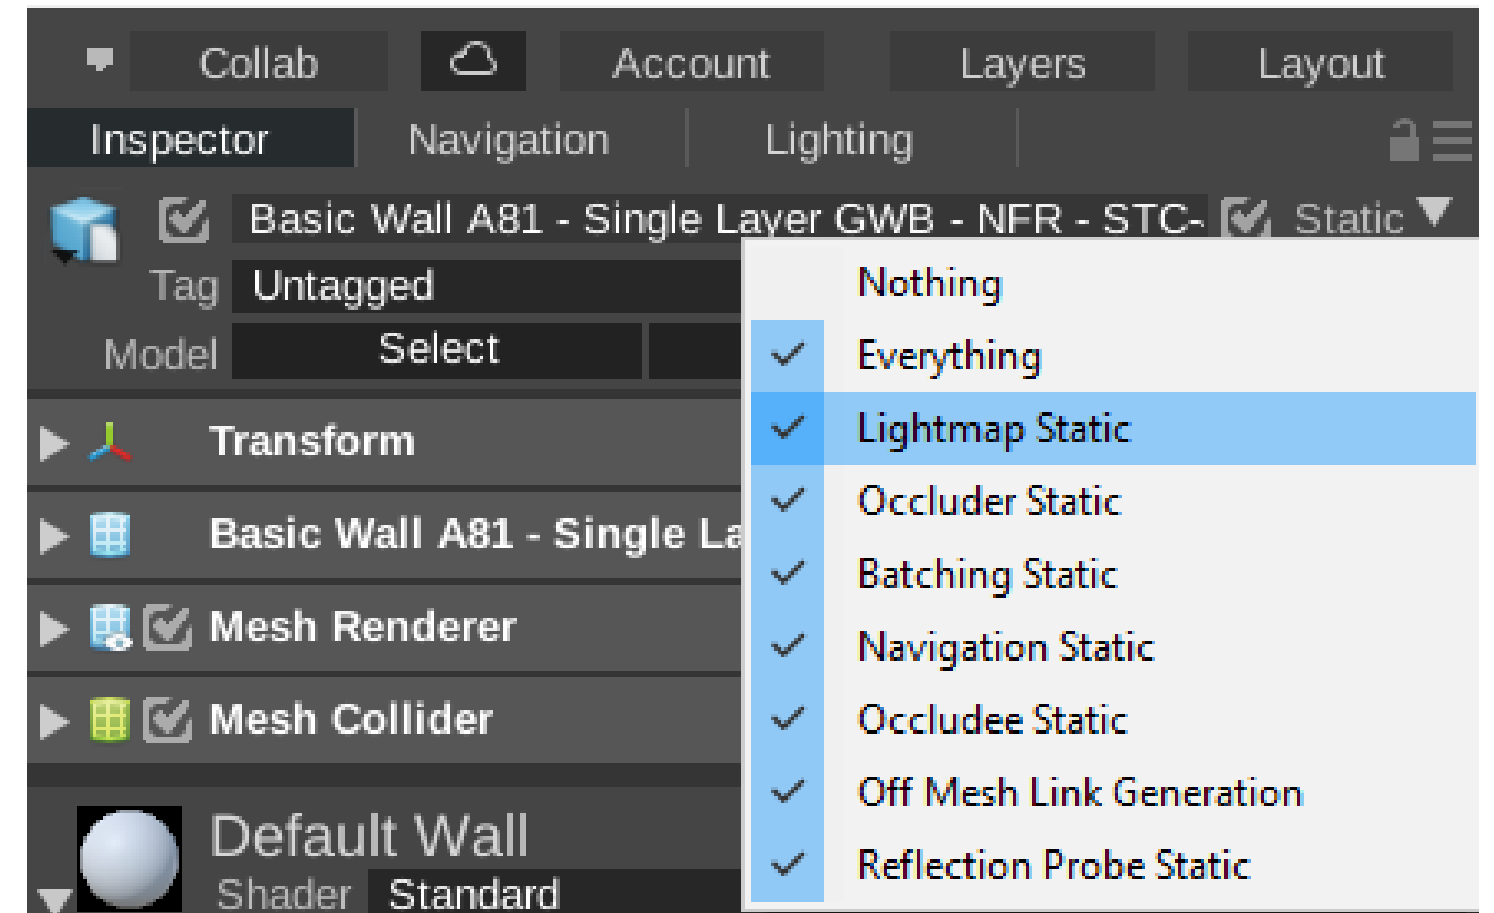 Collab Account Layers Layout
Inspector Navigation Lighting
Basic Wall A81 - Single Layer GWB - NFR - STC- Static
Tag Untagged
Model Select
Transform
Basic Wall A81 - Single La
Mesh Renderer
Mesh Collider
Default Wall
Shader Standard
Nothing
Everything
Lightmap Static
Occluder Static
Batching Static
Navigation Static
Occludee Static
Off Mesh Link Generation
Reflection Probe Static